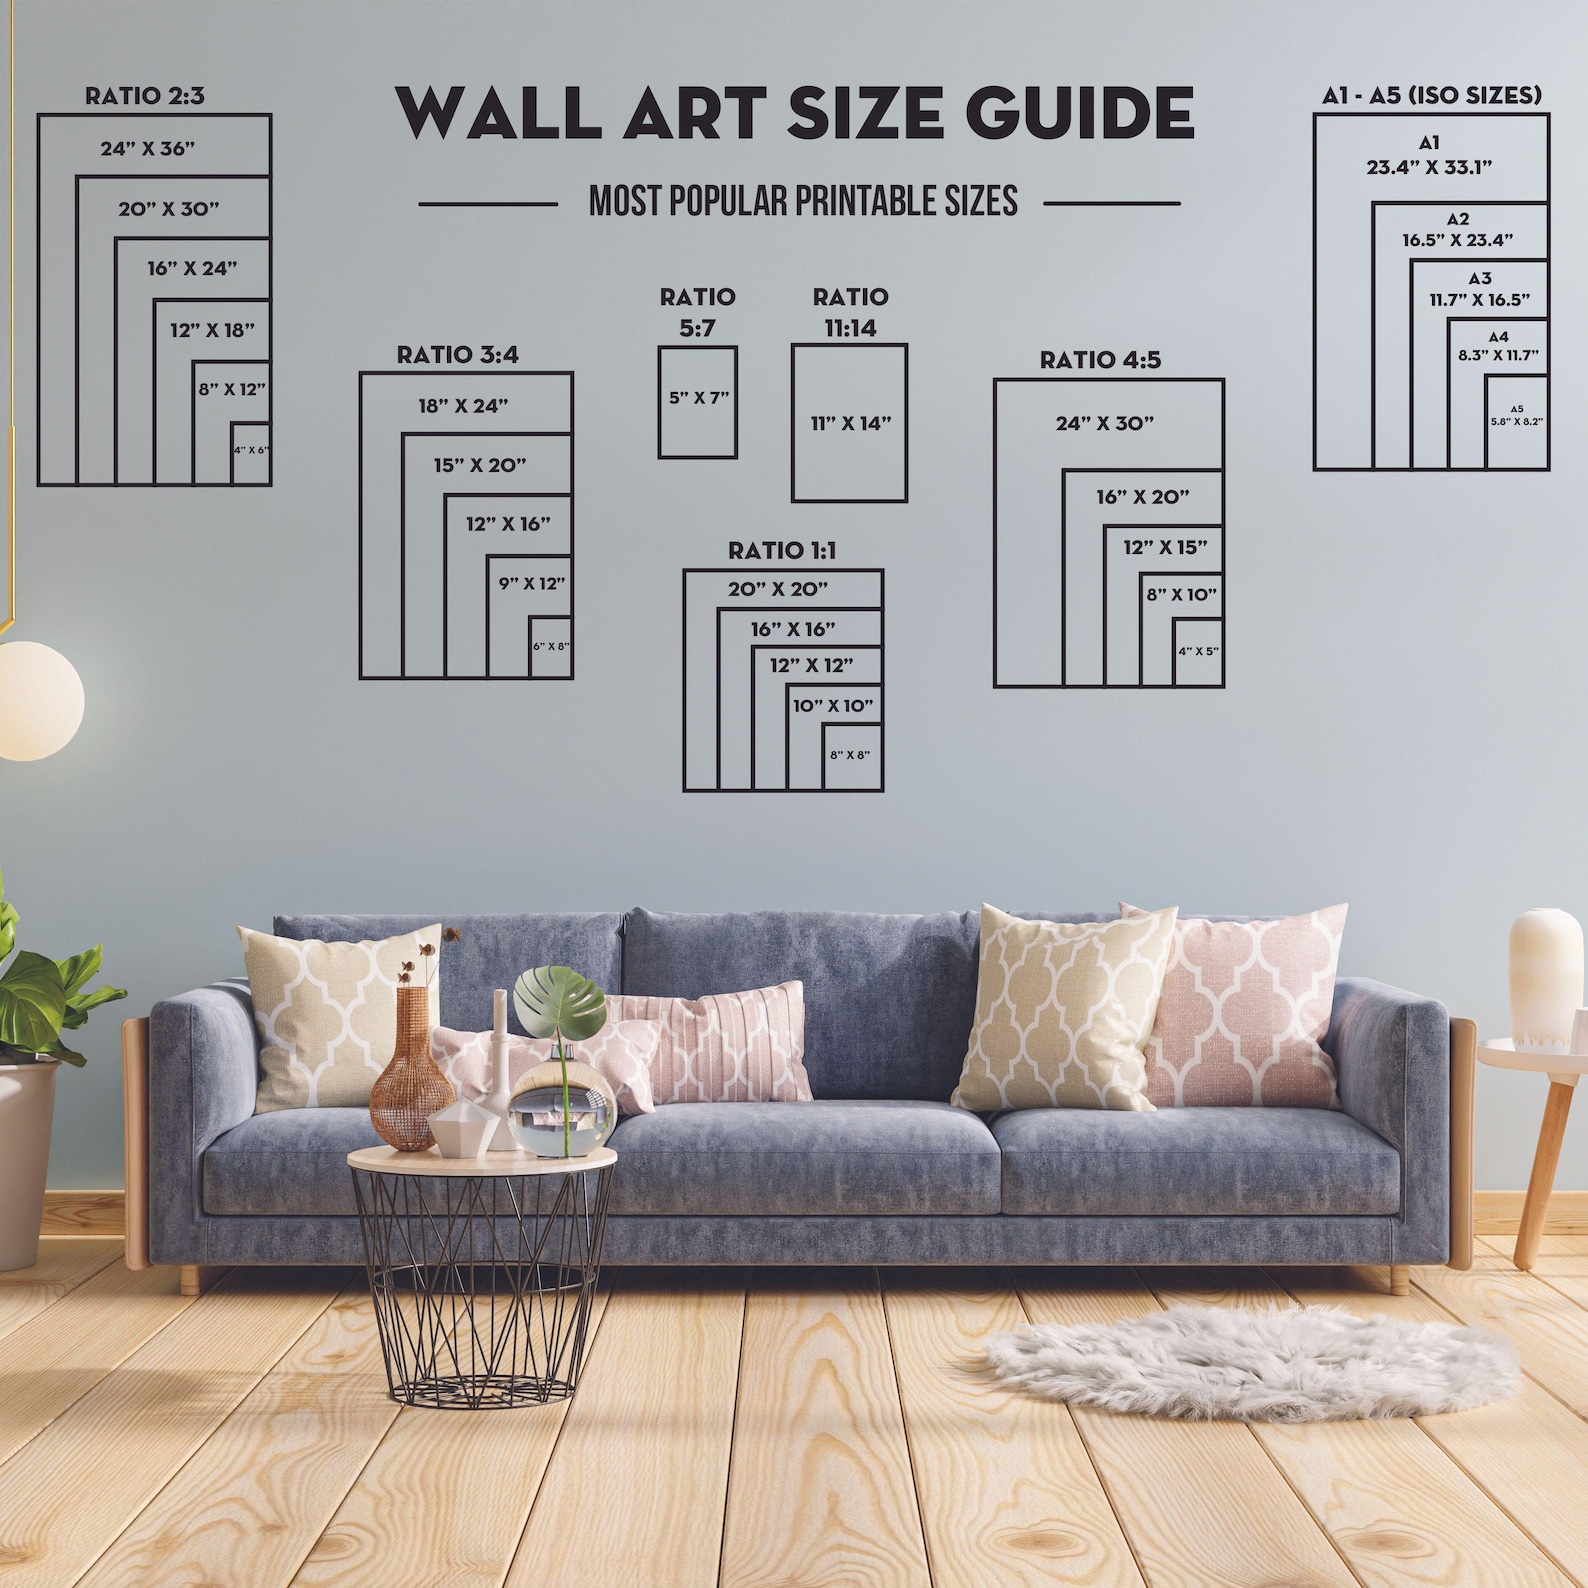 WALL ART SIZE GUIDE
MOST POPULAR PRINTABLE SIZES
RATIO 2:3
24” X 36”
20” X 30”
16” X 24”
12” X 18”
8” X 12”
4” X 6”
RATIO 3:4
18” X 24”
15” X 20”
12” X 16”
9” X 12”
6” X 8”
RATIO
5:7
5” X 7”
RATIO
11:14
11” X 14”
RATIO 1:1
20” X 20”
16” X 16”
12” X 12”
10” X 10”
8” X 8”
RATIO 4:5
24” X 30”
16” X 20”
12” X 15”
8” X 10”
4” X 5”
A1 - A5 (ISO SIZES)
A1
23.4” X 33.1”
A2
16.5” X 23.4”
A3
11.7” X 16.5”
A4
8.3” X 11.7”
A5
5.8” X 8.2”